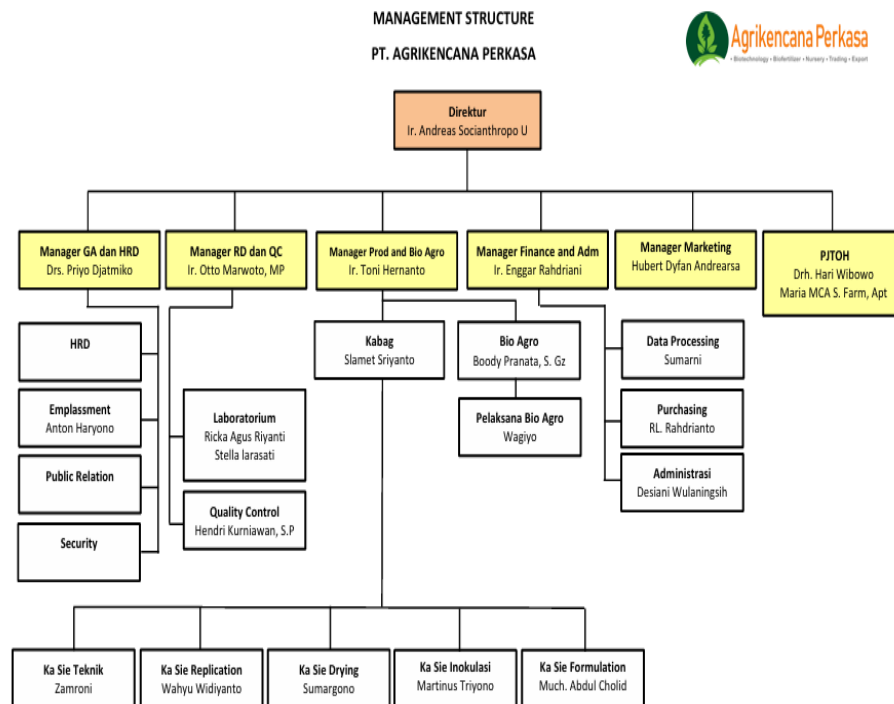 MANAGEMENT STRUCTURE
PT. AGRIKENCANA PERKASA
Agrikencana Perkasa
• Biotechnology • Biofertilizer • Nursery • Trading • Export
Direktur
Ir. Andreas Socianthropo U
Manager GA dan HRD
Drs. Priyo Djatmiko
Manager RD dan QC
Ir. Otto Marwoto, MP
Manager Prod and Bio Agro
Ir. Toni Hernanto
Manager Finance and Adm
Ir. Enggar Rahdriani
Manager Marketing
Hubert Dyfan Andrearsa
PJTOH
Drh. Hari Wibowo
Maria MCA S. Farm, Apt
HRD
Emplassment
Anton Haryono
Public Relation
Security
Laboratorium
Ricka Agus Riyanti
Stella larasati
Quality Control
Hendri Kurniawan, S.P
Kabag
Slamet Sriyanto
Bio Agro
Boody Pranata, S. Gz
Pelaksana Bio Agro
Wagiyo
Data Processing
Sumarni
Purchasing
RL. Rahdrianto
Administrasi
Desiani Wulaningsih
Ka Sie Teknik
Zamroni
Ka Sie Replication
Wahyu Widiyanto
Ka Sie Drying
Sumargono
Ka Sie Inokulasi
Martinus Triyono
Ka Sie Formulation
Much. Abdul Cholid